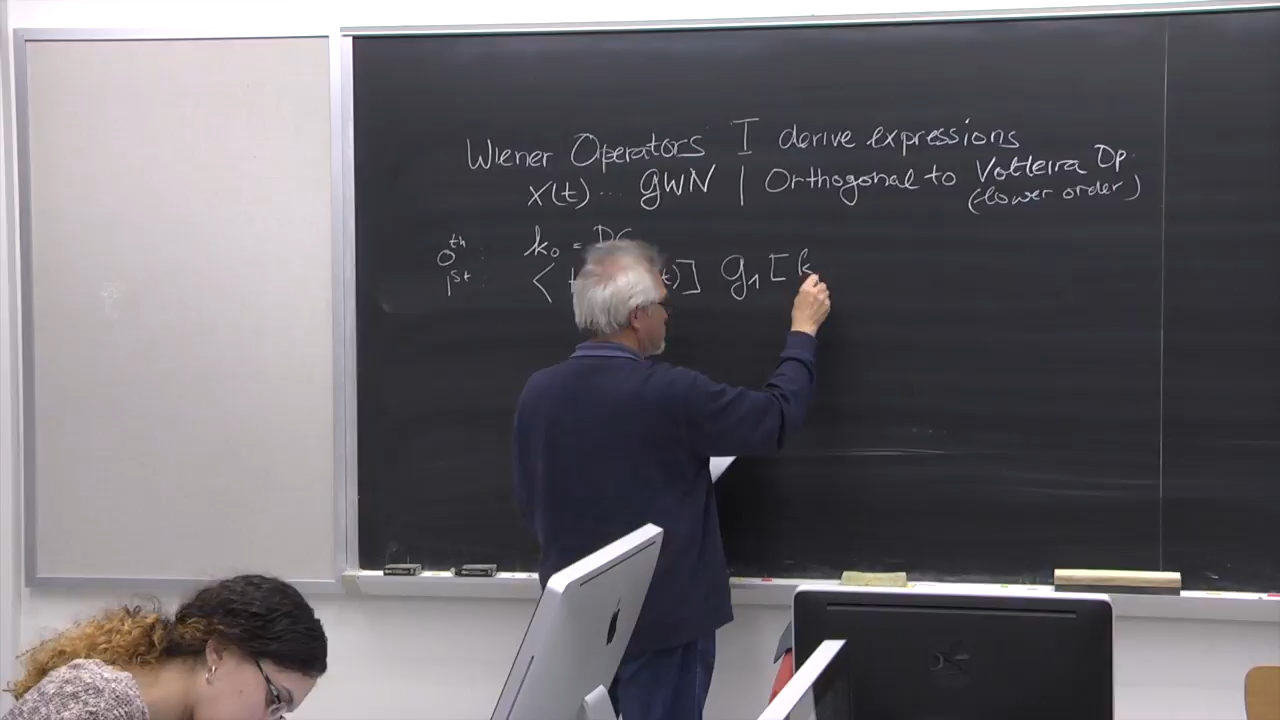 Wiener Operators I derive expressions
x(t) ... GWN | Orthogonal to Volterra Op.
(lower order)
0th : k0 = DC
1st : < t)] g1 [k